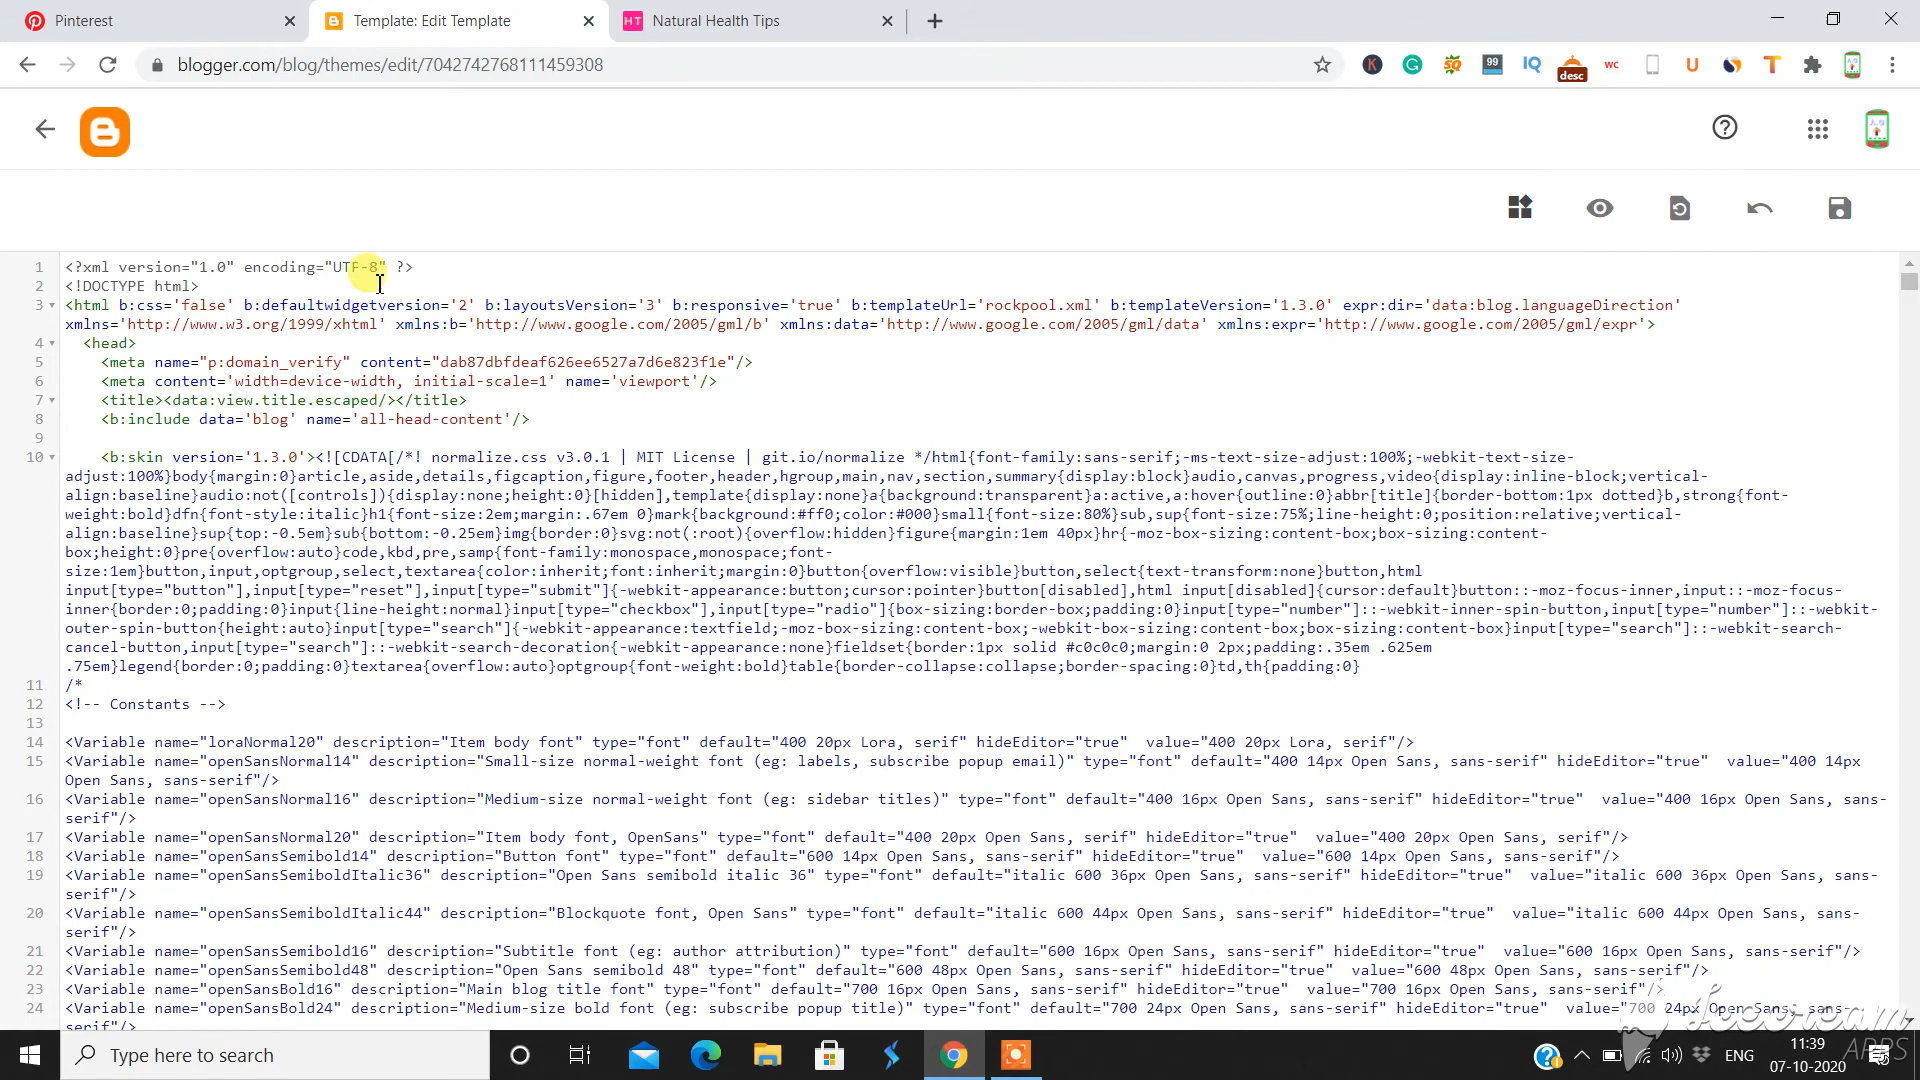 Pinterest
Template: Edit Template
Natural Health Tips
blogger.com/blog/themes/edit/7042742768111459308
1 <?xml version="1.0" encoding="UTF-8" ?>
2 <!DOCTYPE html>
3 <html b:css='false' b:defaultwidgetversion='2' b:layoutsVersion='3' b:responsive='true' b:templateUrl='rockpool.xml' b:templateVersion='1.3.0' expr:dir='data:blog.languageDirection'
xmlns='http://www.w3.org/1999/xhtml' xmlns:b='http://www.google.com/2005/gml/b' xmlns:data='http://www.google.com/2005/gml/data' xmlns:expr='http://www.google.com/2005/gml/expr'>
4 <head>
5 <meta name="p:domain_verify" content="dab87dbfdeaf626ee6527a7d6e823f1e"/>
6 <meta content='width=device-width, initial-scale=1' name='viewport'/>
7 <title><data:view.title.escaped/></title>
8 <b:include data='blog' name='all-head-content'/>
9
10 <b:skin version='1.3.0'><![CDATA[/*! normalize.css v3.0.1 | MIT License | git.io/normalize */html{font-family:sans-serif;-ms-text-size-adjust:100%;-webkit-text-size-
adjust:100%}body{margin:0}article,aside,details,figcaption,figure,footer,header,hgroup,main,nav,section,summary{display:block}audio,canvas,progress,video{display:inline-block;vertical-
align:baseline}audio:not([controls]){display:none;height:0}[hidden],template{display:none}a{background:transparent}a:active,a:hover{outline:0}abbr[title]{border-bottom:1px dotted}b,strong{font-
weight:bold}dfn{font-style:italic}h1{font-size:2em;margin:.67em 0}mark{background:#ff0;color:#000}small{font-size:80%}sub,sup{font-size:75%;line-height:0;position:relative;vertical-
align:baseline}sup{top:-0.5em}sub{bottom:-0.25em}img{border:0}svg:not(:root){overflow:hidden}figure{margin:1em 40px}hr{-moz-box-sizing:content-box;box-sizing:content-
box;height:0}pre{overflow:auto}code,kbd,pre,samp{font-family:monospace,monospace;font-
size:1em}button,input,optgroup,select,textarea{color:inherit;font:inherit;margin:0}button{overflow:visible}button,select{text-transform:none}button,html
input[type="button"],input[type="reset"],input[type="submit"]{-webkit-appearance:button;cursor:pointer}button[disabled],html input[disabled]{cursor:default}button::-moz-focus-inner,input::-moz-focus-
inner{border:0;padding:0}input{line-height:normal}input[type="checkbox"],input[type="radio"]{box-sizing:border-box;padding:0}input[type="number"]::-webkit-inner-spin-button,input[type="number"]::-webkit-
outer-spin-button{height:auto}input[type="search"]{-webkit-appearance:textfield;-moz-box-sizing:content-box;-webkit-box-sizing:content-box;box-sizing:content-box}input[type="search"]::-webkit-search-
cancel-button,input[type="search"]::-webkit-search-decoration{-webkit-appearance:none}fieldset{border:1px solid #c0c0c0;margin:0 2px;padding:.35em .625em
.75em}legend{border:0;padding:0}textarea{overflow:auto}optgroup{font-weight:bold}table{border-collapse:collapse;border-spacing:0}td,th{padding:0}
11 /*
12 <!-- Constants -->
13
14 <Variable name="loraNormal20" description="Item body font" type="font" default="400 20px Lora, serif" hideEditor="true"  value="400 20px Lora, serif"/>
15 <Variable name="openSansNormal14" description="Small-size normal-weight font (eg: labels, subscribe popup email)" type="font" default="400 14px Open Sans, sans-serif" hideEditor="true"  value="400 14px
Open Sans, sans-serif"/>
16 <Variable name="openSansNormal16" description="Medium-size normal-weight font (eg: sidebar titles)" type="font" default="400 16px Open Sans, sans-serif" hideEditor="true"  value="400 16px Open Sans, sans-
serif"/>
17 <Variable name="openSansNormal20" description="Item body font, OpenSans" type="font" default="400 20px Open Sans, serif" hideEditor="true"  value="400 20px Open Sans, serif"/>
18 <Variable name="openSansSemibold14" description="Button font" type="font" default="600 14px Open Sans, sans-serif" hideEditor="true"  value="600 14px Open Sans, sans-serif"/>
19 <Variable name="openSansSemiboldItalic36" description="Open Sans semibold italic 36" type="font" default="italic 600 36px Open Sans, sans-serif" hideEditor="true"  value="italic 600 36px Open Sans, sans-
serif"/>
20 <Variable name="openSansSemiboldItalic44" description="Blockquote font, Open Sans" type="font" default="italic 600 44px Open Sans, sans-serif" hideEditor="true"  value="italic 600 44px Open Sans, sans-
serif"/>
21 <Variable name="openSansSemibold16" description="Subtitle font (eg: author attribution)" type="font" default="600 16px Open Sans, sans-serif" hideEditor="true"  value="600 16px Open Sans, sans-serif"/>
22 <Variable name="openSansSemibold48" description="Open Sans semibold 48" type="font" default="600 48px Open Sans, sans-serif" hideEditor="true"  value="600 48px Open Sans, sans-serif"/>
23 <Variable name="openSansBold16" description="Main blog title font" type="font" default="700 16px Open Sans, sans-serif" hideEditor="true"  value="700 16px Open Sans, sans-serif"/>
24 <Variable name="openSansBold24" description="Medium-size bold font (eg: subscribe popup title)" type="font" default="700 24px Open Sans, sans-serif" hideEditor="true"  value="700 24px Open Sans, sans-
serif"/>
Icecream
APPS
Type here to search
ENG
11:39
07-10-2020